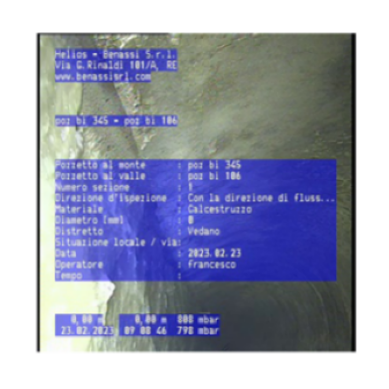 Helios - Benassi S.r.l.
Via G.Rinaldi 101/A, RE
www.benassisrl.com
poz bi 345 - poz bi 106
Pozzetto al monte : poz bi 345
Pozzetto al valle : poz bi 106
Numero sezione : 1
Direzione d'ispezione : Con la direzione di fluss...
Materiale : Calcestruzzo
Diametro [mm] : 0
Distretto : Vedano
Situazione locale / via:
Data : 2023.02.23
Operatore : francesco
Tempo :
0,00 m 0,00 m 808 mbar
23.02.2023 09 08 46 798 mbar